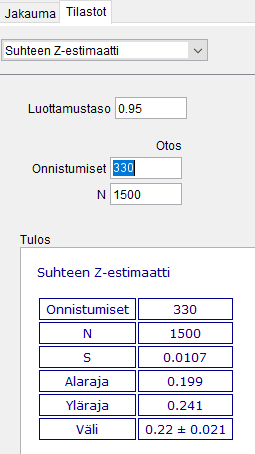 Jakauma Tilastot
Suhteen Z-estimaatti
Luottamustaso 0.95
Otos
Onnistumiset 330
N 1500
Tulos
Suhteen Z-estimaatti
Onnistumiset 330
N 1500
S 0.0107
Alaraja 0.199
Yläraja 0.241
Väli 0.22 ± 0.021